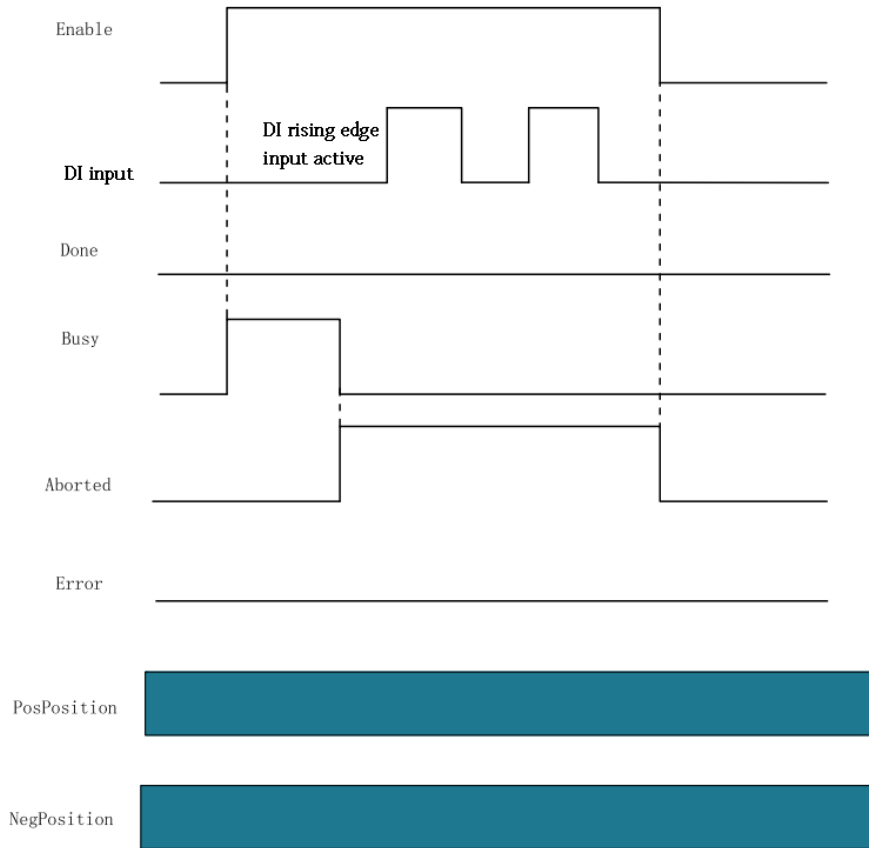 Enable
DI rising edge
input active
DI input
Done
Busy
Aborted
Error
PosPosition
NegPosition